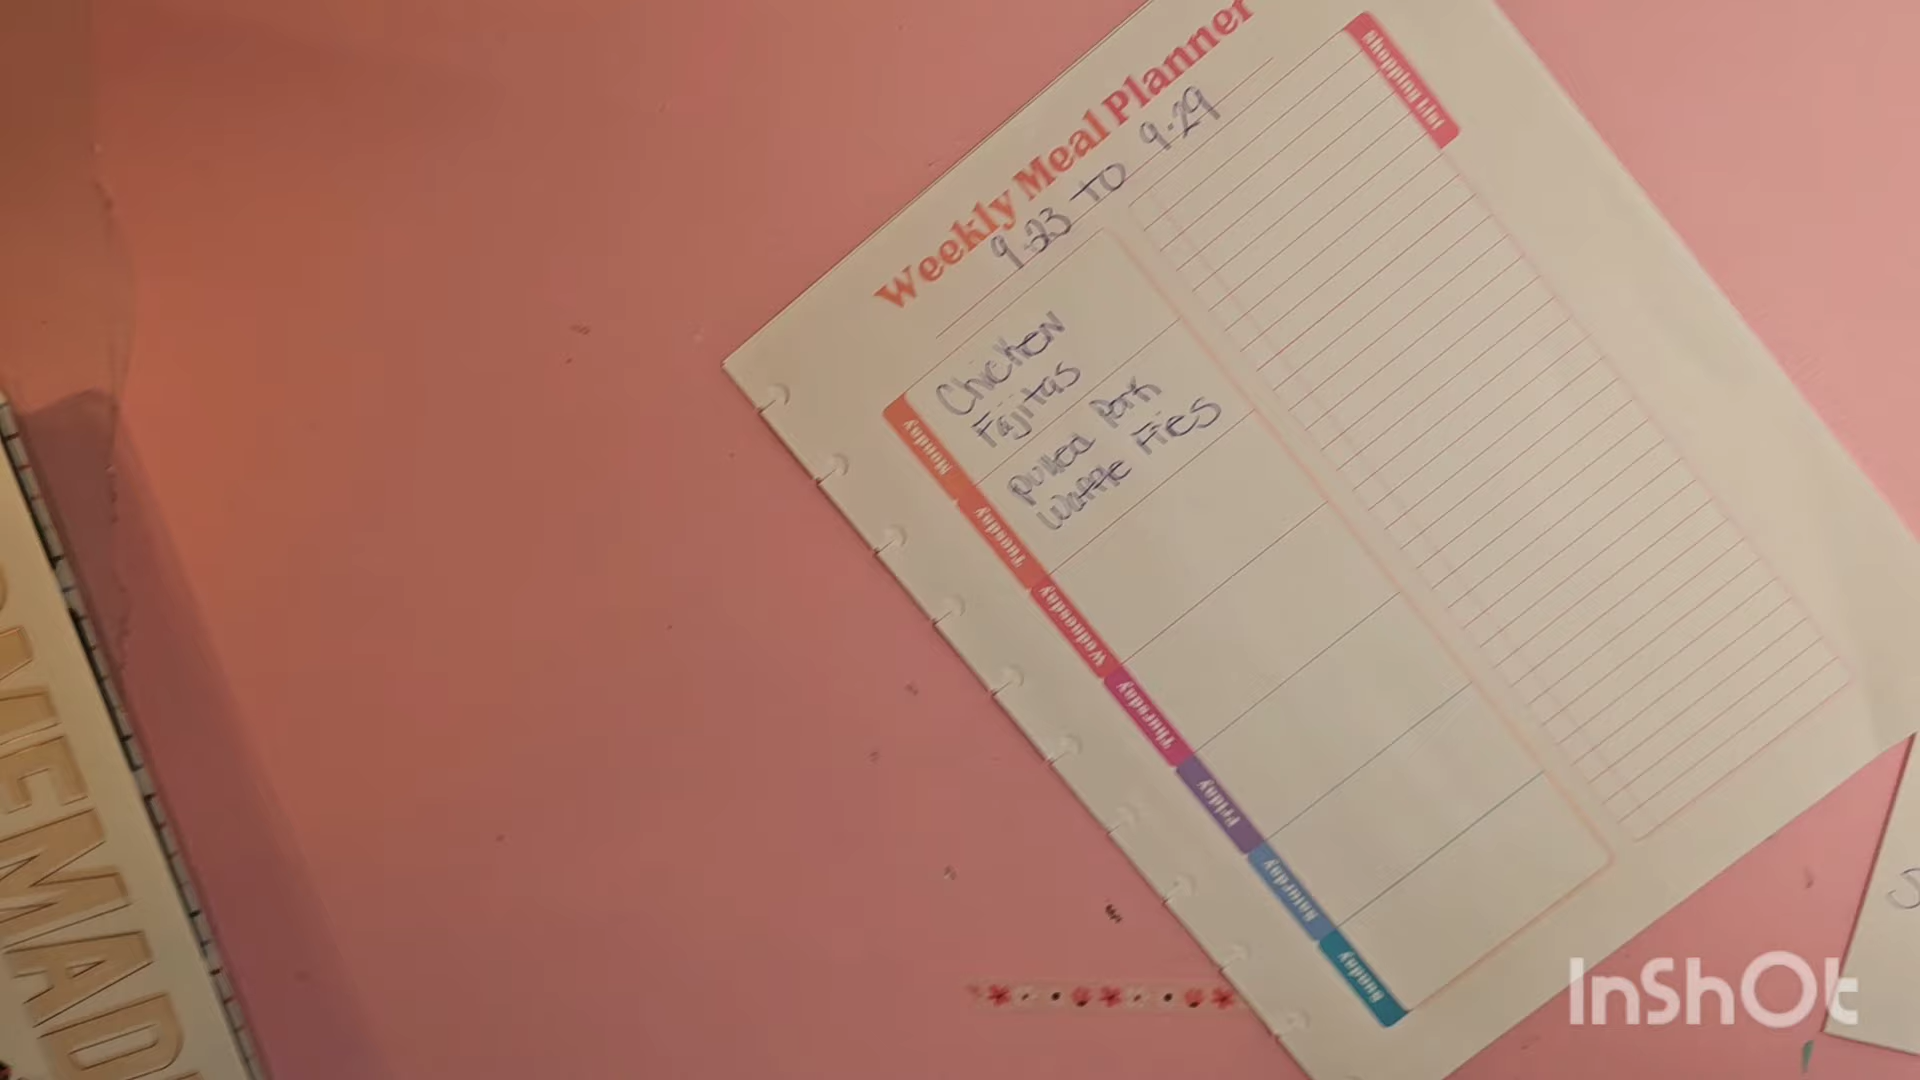 Weekly Meal Planner
9.23 to 9.29
Shopping List
Monday
Chicken
Fajitas
Tuesday
pulled Pork
Waffle Fries
Wednesday
Thursday
Friday
Saturday
Sunday
InShOt